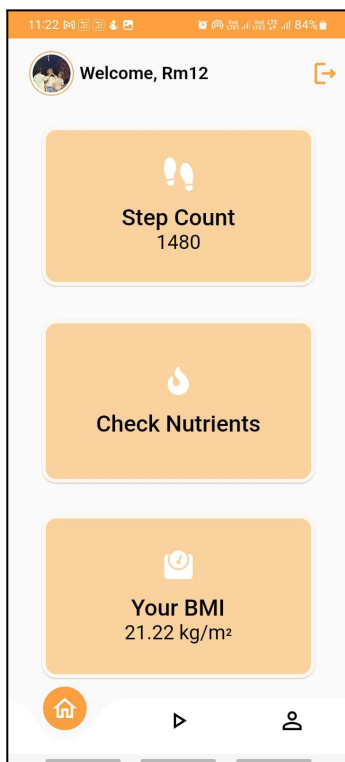 11:22 84%
Welcome, Rm12
Step Count
1480
Check Nutrients
Your BMI
21.22 kg/m²